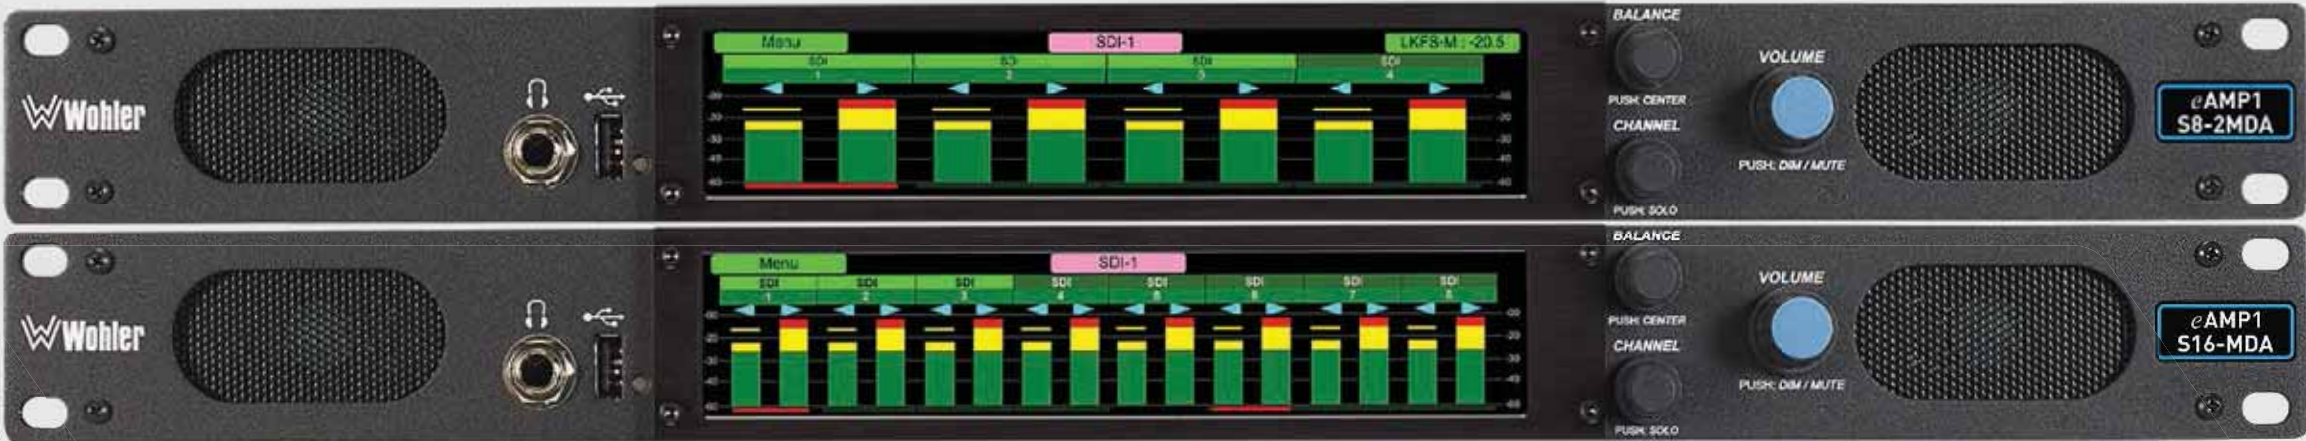 BALANCE
Menu
SDI-1
LKFS-M : -20.5
SDI
SDI
SDI
SDI
1
2
3
4
VOLUME
Wohler
PUSH: CENTER
CHANNEL
eAMP1
S8-2MDA
PUSH: DIM / MUTE
PUSH: SOLO
BALANCE
Menu
SDI-1
SDI
SDI
SDI
SDI
SDI
SDI
SDI
SDI
1
2
3
4
5
6
7
8
VOLUME
Wohler
PUSH: CENTER
CHANNEL
eAMP1
S16-MDA
PUSH: DIM / MUTE
PUSH: SOLO